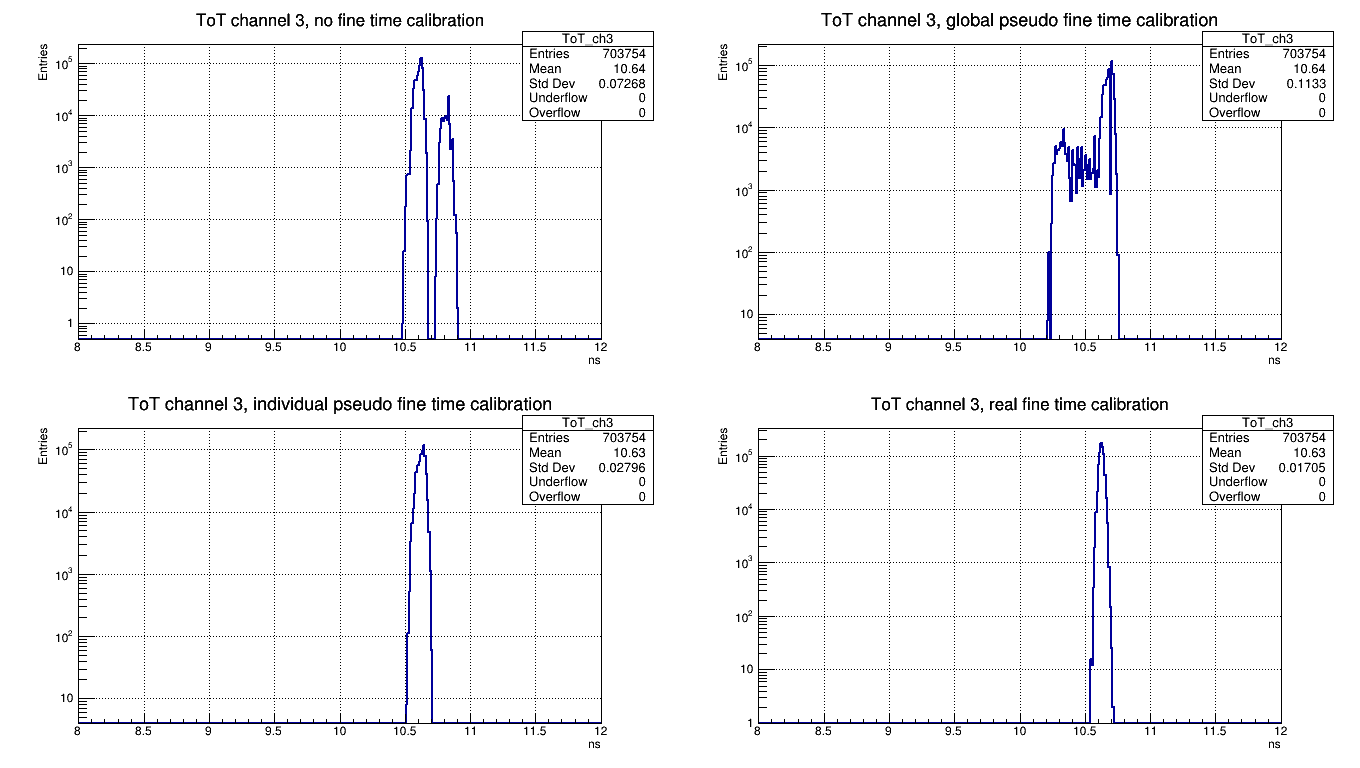 ToT channel 3, no fine time calibration
Entries
ToT_ch3
Entries 703754
Mean 10.64
Std Dev 0.07268
Underflow 0
Overflow 0
10^5
10^4
10^3
10^2
10
1
8 8.5 9 9.5 10 10.5 11 11.5 12
ns
ToT channel 3, global pseudo fine time calibration
Entries
ToT_ch3
Entries 703754
Mean 10.64
Std Dev 0.1133
Underflow 0
Overflow 0
10^5
10^4
10^3
10^2
10
8 8.5 9 9.5 10 10.5 11 11.5 12
ns
ToT channel 3, individual pseudo fine time calibration
Entries
ToT_ch3
Entries 703754
Mean 10.63
Std Dev 0.02796
Underflow 0
Overflow 0
10^5
10^4
10^3
10^2
10
8 8.5 9 9.5 10 10.5 11 11.5 12
ns
ToT channel 3, real fine time calibration
Entries
ToT_ch3
Entries 703754
Mean 10.63
Std Dev 0.01705
Underflow 0
Overflow 0
10^5
10^4
10^3
10^2
10
1
8 8.5 9 9.5 10 10.5 11 11.5 12
ns